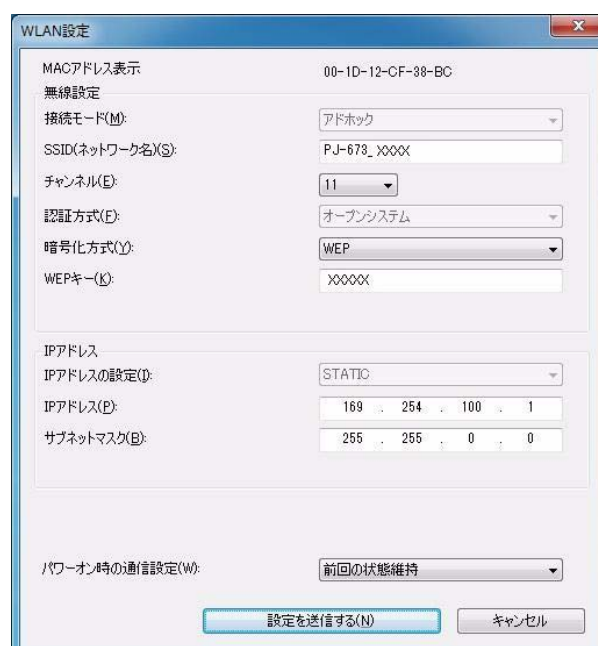 WLAN設定
MACアドレス表示 00-1D-12-CF-38-BC
無線設定
接続モード(M): アドホック
SSID(ネットワーク名)(S): PJ-673_XXXX
チャンネル(E): 11
認証方式(F): オープンシステム
暗号化方式(Y): WEP
WEPキー(K): XXXXX
IPアドレス
IPアドレスの設定(I): STATIC
IPアドレス(P): 169 . 254 . 100 . 1
サブネットマスク(B): 255 . 255 . 0 . 0
パワーオン時の通信設定(W): 前回の状態維持
設定を送信する(N) キャンセル